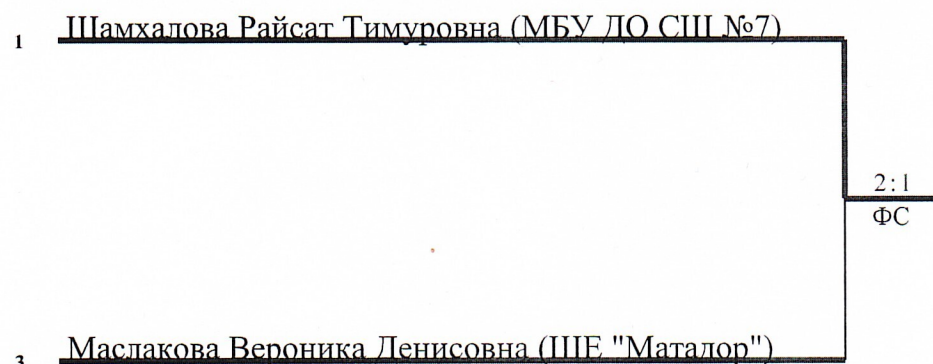 1 Шамхалова Райсат Тимуровна (МБУ ДО СШ №7)
2:1
ФС
3 Маслакова Вероника Денисовна (ШЕ "Матадор")